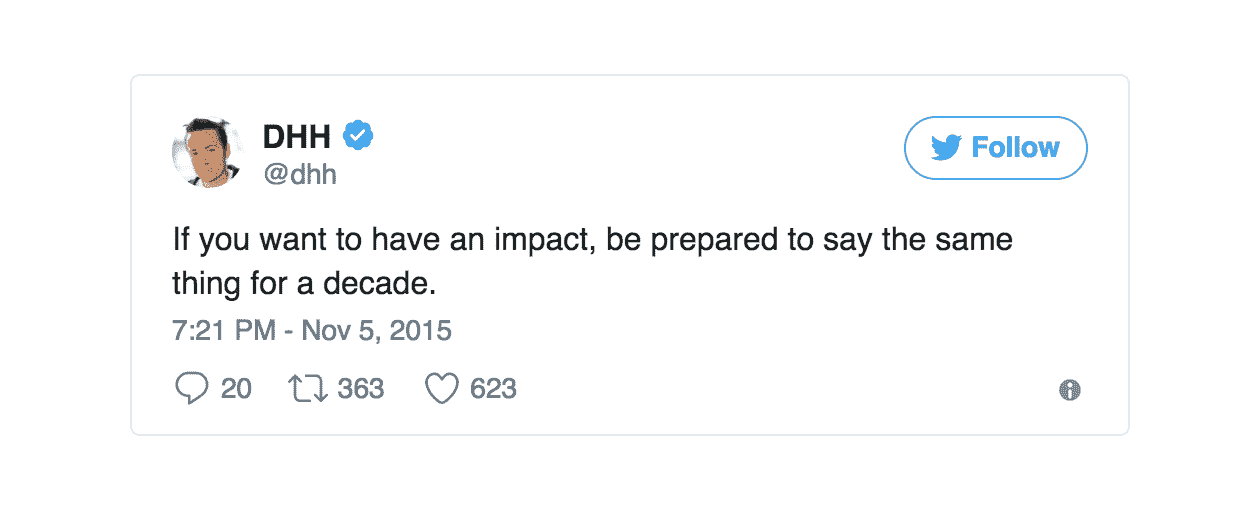 DHH
@dhh
Follow
If you want to have an impact, be prepared to say the same
thing for a decade.
7:21 PM - Nov 5, 2015
20 363 623